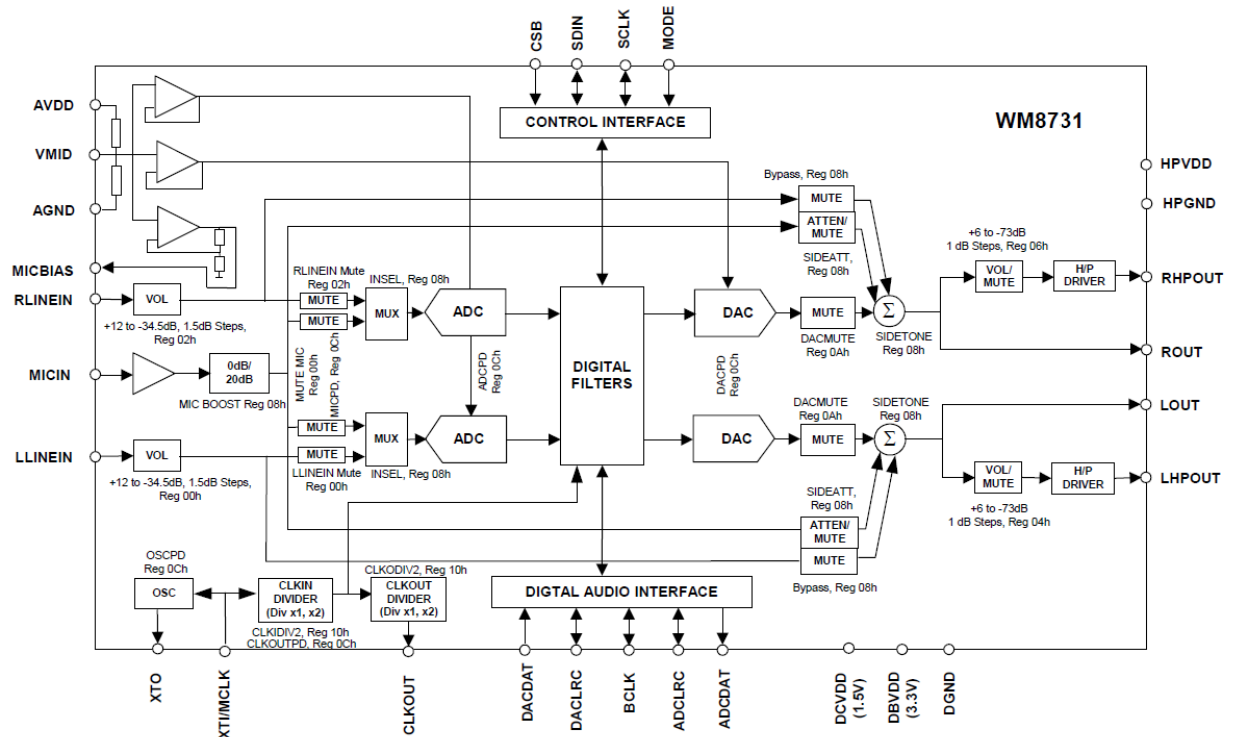 CSB
SDIN
SCLK
MODE
AVDD
VMID
AGND
MICBIAS
RLINEIN
MICIN
LLINEIN
CONTROL INTERFACE
WM8731
HPVDD
HPGND
RHPOUT
ROUT
LOUT
LHPOUT
Bypass, Reg 08h
MUTE
ATTEN/
MUTE
SIDEATT,
Reg 08h
+6 to -73dB
1 dB Steps, Reg 06h
VOL/
MUTE
H/P
DRIVER
VOL
+12 to -34.5dB, 1.5dB Steps,
Reg 02h
RLINEIN Mute
Reg 02h
MUTE
MUTE
INSEL, Reg 08h
MUX
ADC
DIGITAL
FILTERS
DAC
MUTE
DACMUTE
Reg 0Ah
Σ
SIDETONE
Reg 08h
0dB/
20dB
MIC BOOST Reg 08h
MUTE MIC
Reg 00h
MICPD, Reg 0Ch
ADCPD
Reg 0Ch
DACPD
Reg 0Ch
VOL
+12 to -34.5dB, 1.5dB Steps,
Reg 00h
MUTE
MUTE
LLINEIN Mute
Reg 00h
MUX
INSEL, Reg 08h
ADC
DAC
DACMUTE
Reg 0Ah
MUTE
SIDETONE
Reg 08h
Σ
VOL/
MUTE
H/P
DRIVER
+6 to -73dB
1 dB Steps, Reg 04h
SIDEATT,
Reg 08h
ATTEN/
MUTE
MUTE
Bypass, Reg 08h
OSCPD
Reg 0Ch
OSC
CLKIN
DIVIDER
(Div x1, x2)
CLKIDIV2, Reg 10h
CLKOUTPD, Reg 0Ch
CLKODIV2, Reg 10h
CLKOUT
DIVIDER
(Div x1, x2)
DIGTAL AUDIO INTERFACE
XTO
XTI/MCLK
CLKOUT
DACDAT
DACLRC
BCLK
ADCLRC
ADCDAT
DCVDD
(1.5V)
DBVDD
(3.3V)
DGND